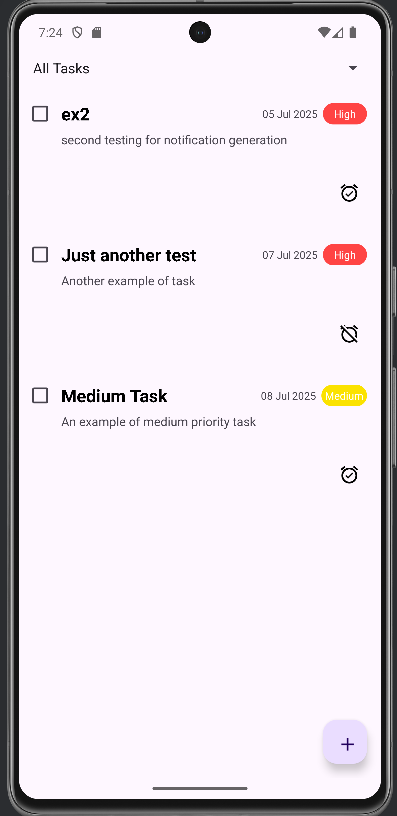 7:24
All Tasks
ex2 05 Jul 2025 High
second testing for notification generation
Just another test 07 Jul 2025 High
Another example of task
Medium Task 08 Jul 2025 Medium
An example of medium priority task
+